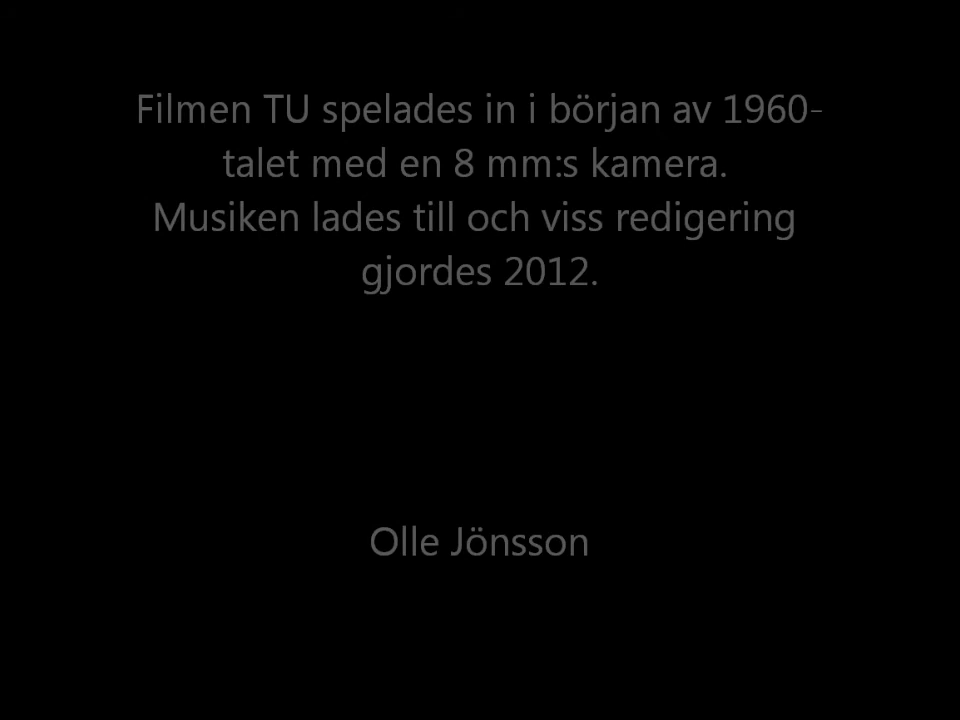 Filmen TU spelades in i början av 1960-
talet med en 8 mm:s kamera.
Musiken lades till och viss redigering
gjordes 2012.
Olle Jönsson